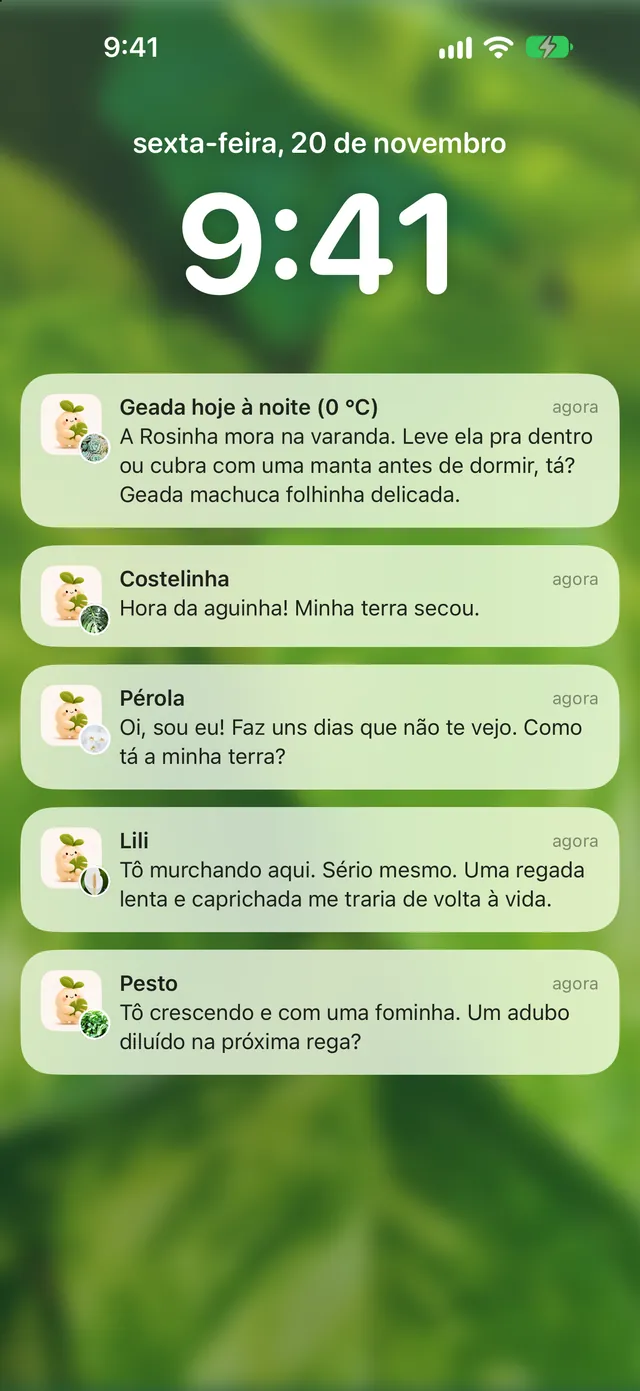 9:41
sexta-feira, 20 de novembro
9:41
Geada hoje à noite (0 °C)
agora
A Rosinha mora na varanda. Leve ela pra dentro
ou cubra com uma manta antes de dormir, tá?
Geada machuca folhinha delicada.
Costelinha
agora
Hora da aguinha! Minha terra secou.
Pérola
agora
Oi, sou eu! Faz uns dias que não te vejo. Como
tá a minha terra?
Lili
agora
Tô murchando aqui. Sério mesmo. Uma regada
lenta e caprichada me traria de volta à vida.
Pesto
agora
Tô crescendo e com uma fominha. Um adubo
diluído na próxima rega?